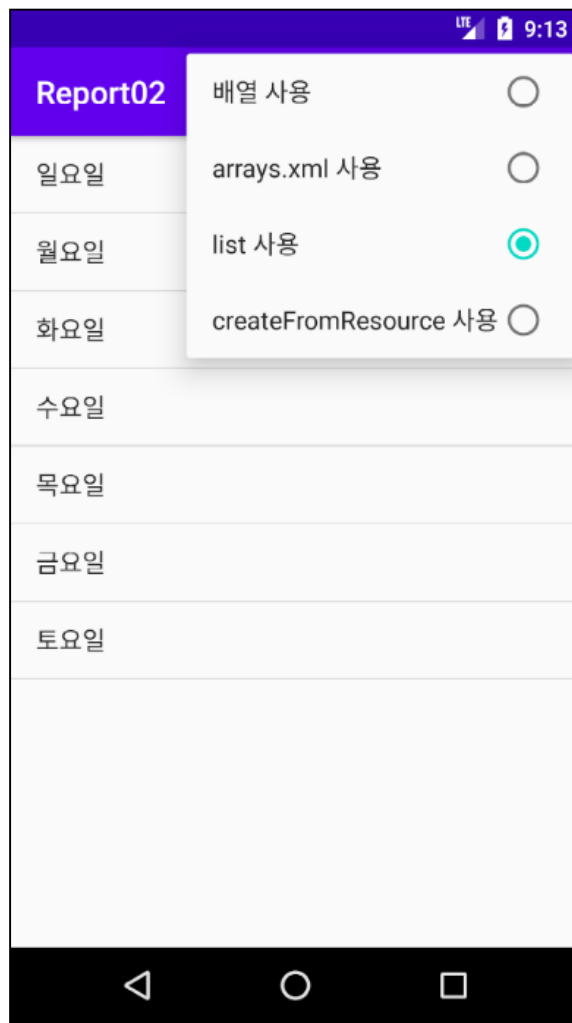 LTE 9:13
Report02
배열 사용
arrays.xml 사용
list 사용
createFromResource 사용
일요일
월요일
화요일
수요일
목요일
금요일
토요일